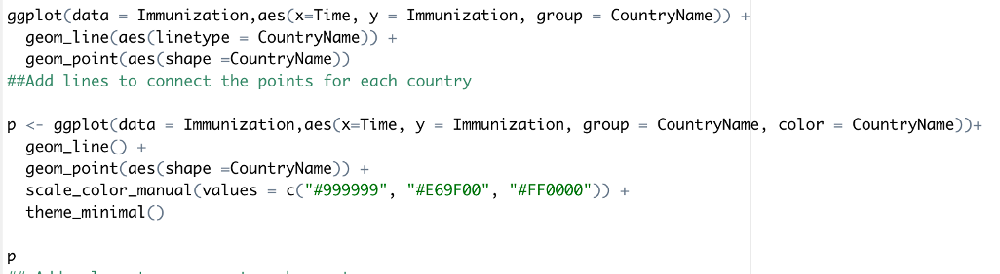 ggplot(data = Immunization,aes(x=Time, y = Immunization, group = CountryName)) +
  geom_line(aes(linetype = CountryName)) +
  geom_point(aes(shape =CountryName))
##Add lines to connect the points for each country

p <- ggplot(data = Immunization,aes(x=Time, y = Immunization, group = CountryName, color = CountryName))+
  geom_line() +
  geom_point(aes(shape =CountryName)) +
  scale_color_manual(values = c("#999999", "#E69F00", "#FF0000")) +
  theme_minimal()

p